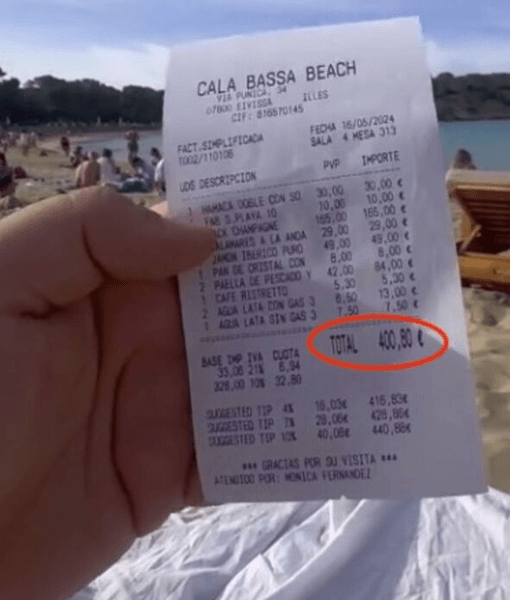 CALA BASSA BEACH
VIA PUNICA, 34
07800 EIVISSA ILLES
CIF: B16570145
FACT.SIMPLIFICADA FECHA 16/05/2024
T002/110106 SALA 4 MESA 313
UDS DESCRIPCION PVP IMPORTE
1 HAMACA DOBLE CON SO 30,00 30,00 €
S.PLAYA 10 10,00 10,00 €
CHAMPAGNE 165,00 165,00 €
CALAMARES A LA ANDA 29,00 29,00 €
JAMON IBERICO PURO 49,00 49,00 €
1 PAN DE CRISTAL CON 8,00 8,00 €
2 PAELLA DE PESCADO Y 42,00 84,00 €
1 CAFE RISTRETTO 5,30 5,30 €
2 AGUA LATA CON GAS 3 6,50 13,00 €
1 AGUA LATA SIN GAS 3 7,50 7,50 €
TOTAL 400,80 €
BASE IMP. IVA CUOTA
33,06 21% 6,94
328,00 10% 32,80
SUGGESTED TIP 4% 16,03€ 416,83€
SUGGESTED TIP 7% 28,06€ 428,86€
SUGGESTED TIP 10% 40,08€ 440,88€
*** GRACIAS POR SU VISITA ***
ATENDIDO POR: MONICA FERNANDEZ